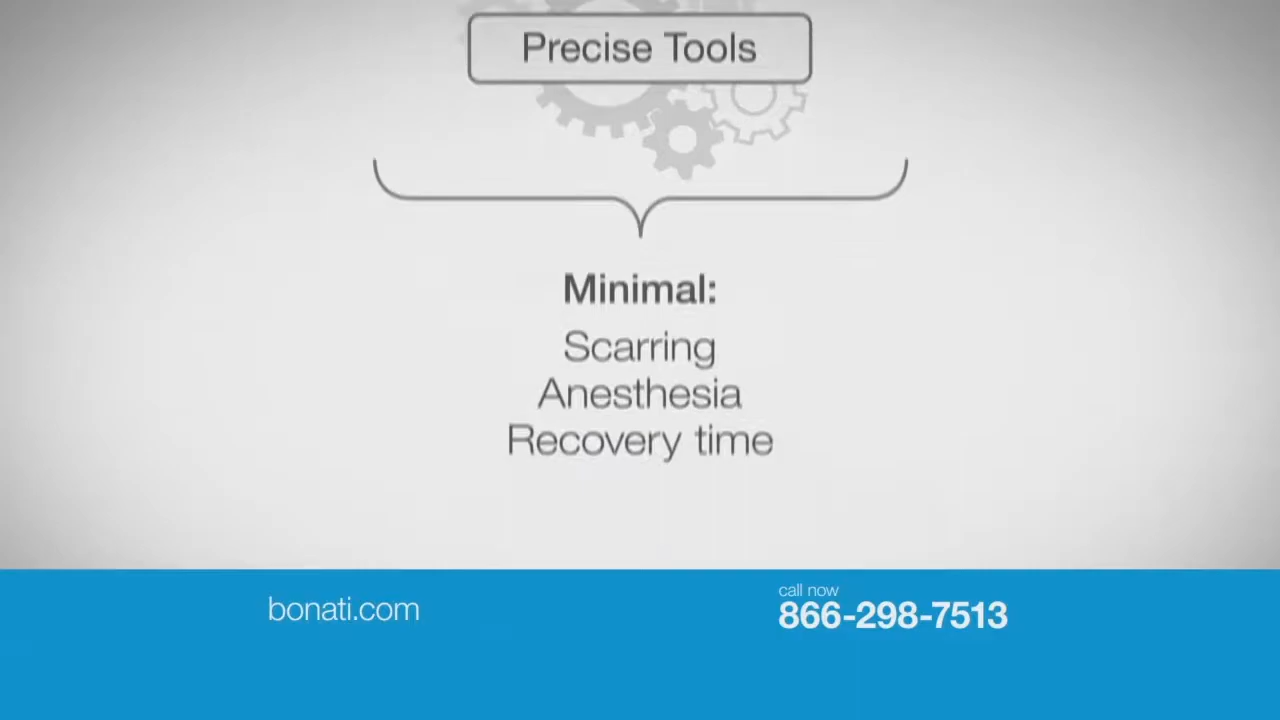 Precise Tools
Minimal:
Scarring
Anesthesia
Recovery time
bonati.com
call now
866-298-7513